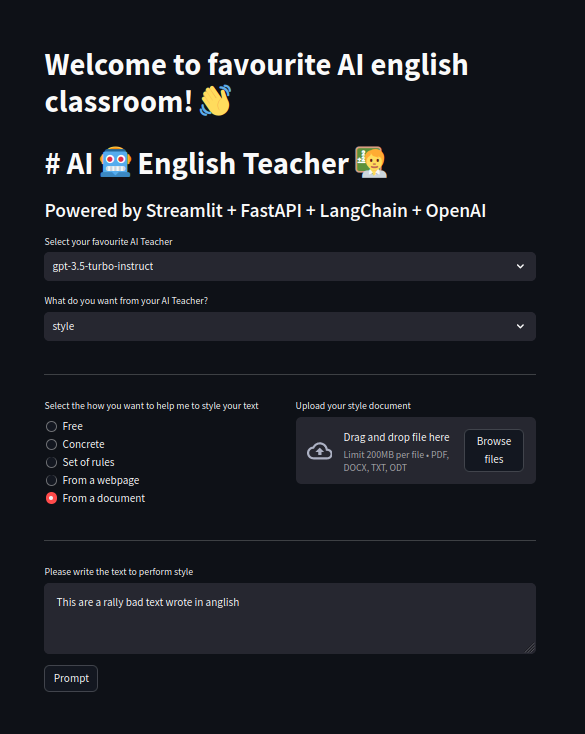 Welcome to favourite AI english
classroom! 👋
# AI 🤖 English Teacher 🧑‍🏫
Powered by Streamlit + FastAPI + LangChain + OpenAI
Select your favourite AI Teacher
gpt-3.5-turbo-instruct
What do you want from your AI Teacher?
style
Select the how you want to help me to style your text
Free
Concrete
Set of rules
From a webpage
From a document
Upload your style document
Drag and drop file here
Limit 200MB per file • PDF,
DOCX, TXT, ODT
Browse
files
Please write the text to perform style
This are a rally bad text wrote in anglish
Prompt